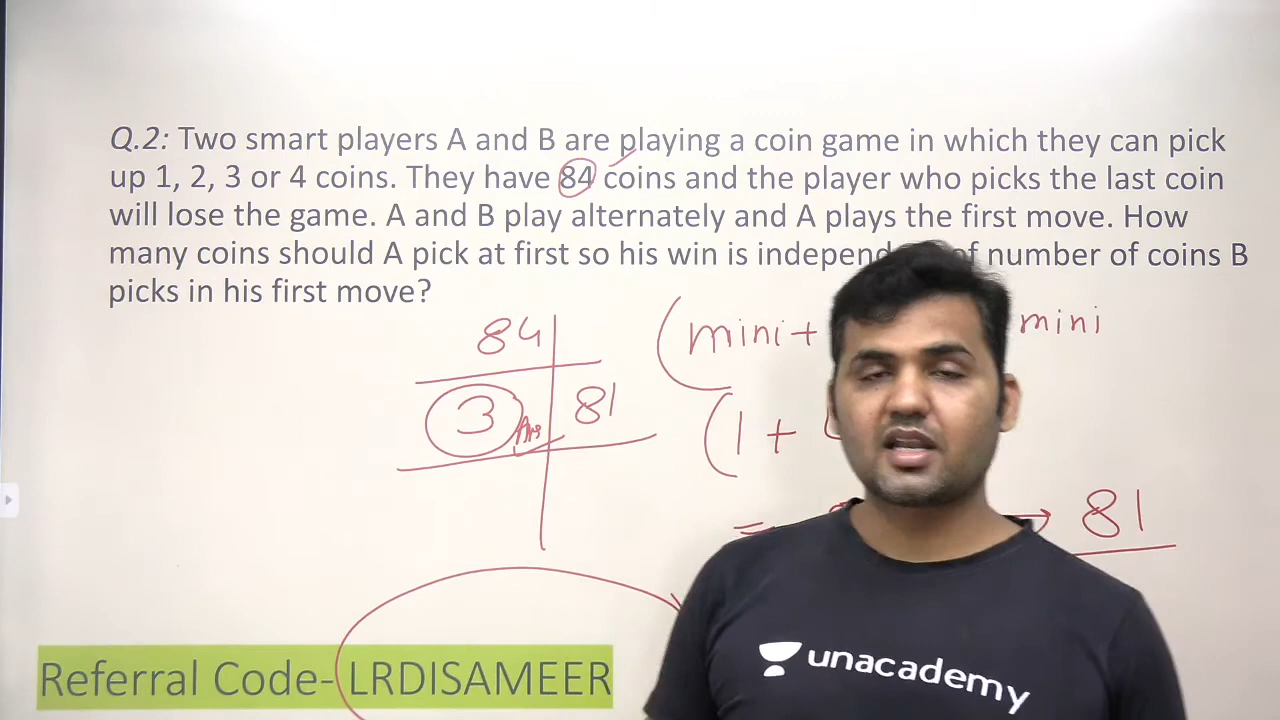 Q.2: Two smart players A and B are playing a coin game in which they can pick
up 1, 2, 3 or 4 coins. They have 84 coins and the player who picks the last coin
will lose the game. A and B play alternately and A plays the first move. How
many coins should A pick at first so his win is of number of coins B
picks in his first move?
84
(mini+ mini
3 Ans 81
(1 +
= → 81
Referral Code- LRDISAMEER
unacademy